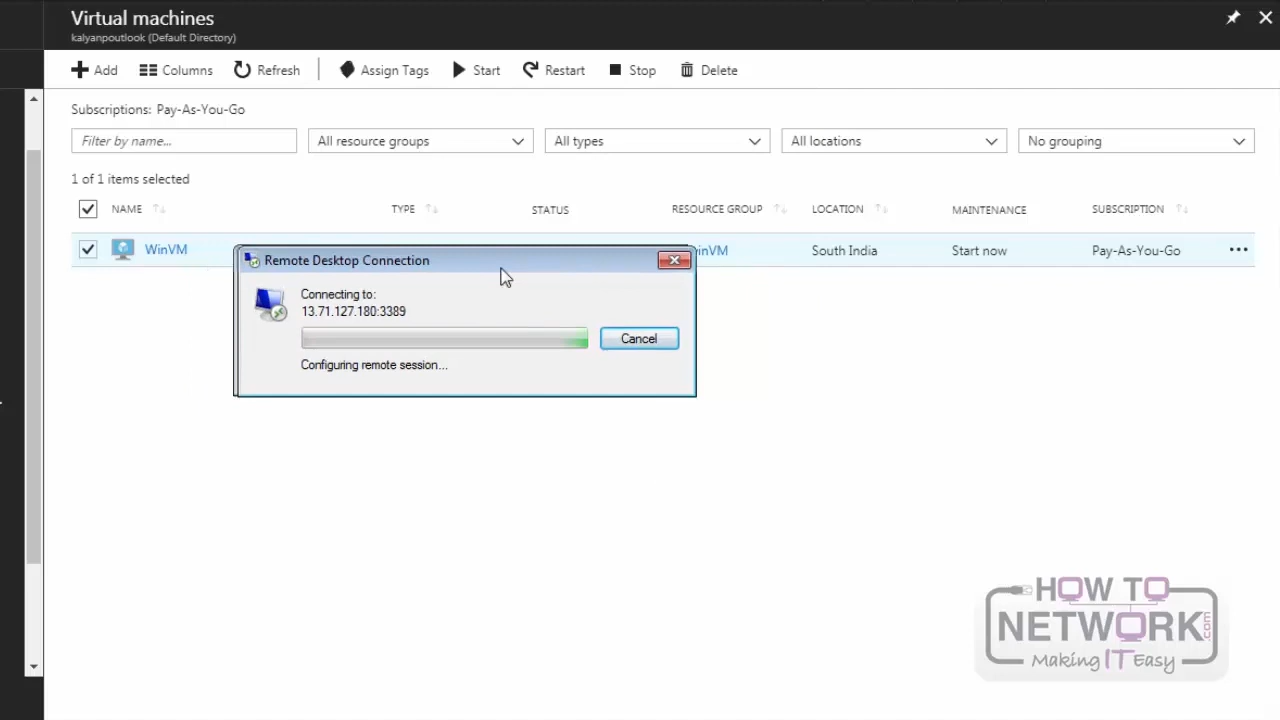 Virtual machines
kalyanpoutlook (Default Directory)
Add Columns Refresh Assign Tags Start Restart Stop Delete
Subscriptions: Pay-As-You-Go
Filter by name... All resource groups All types All locations No grouping
1 of 1 items selected
NAME TYPE STATUS RESOURCE GROUP LOCATION MAINTENANCE SUBSCRIPTION
WinVM inVM South India Start now Pay-As-You-Go
Remote Desktop Connection
Connecting to:
13.71.127.180:3389
Cancel
Configuring remote session...
HOW TO
NETWORK.com
Making IT Easy